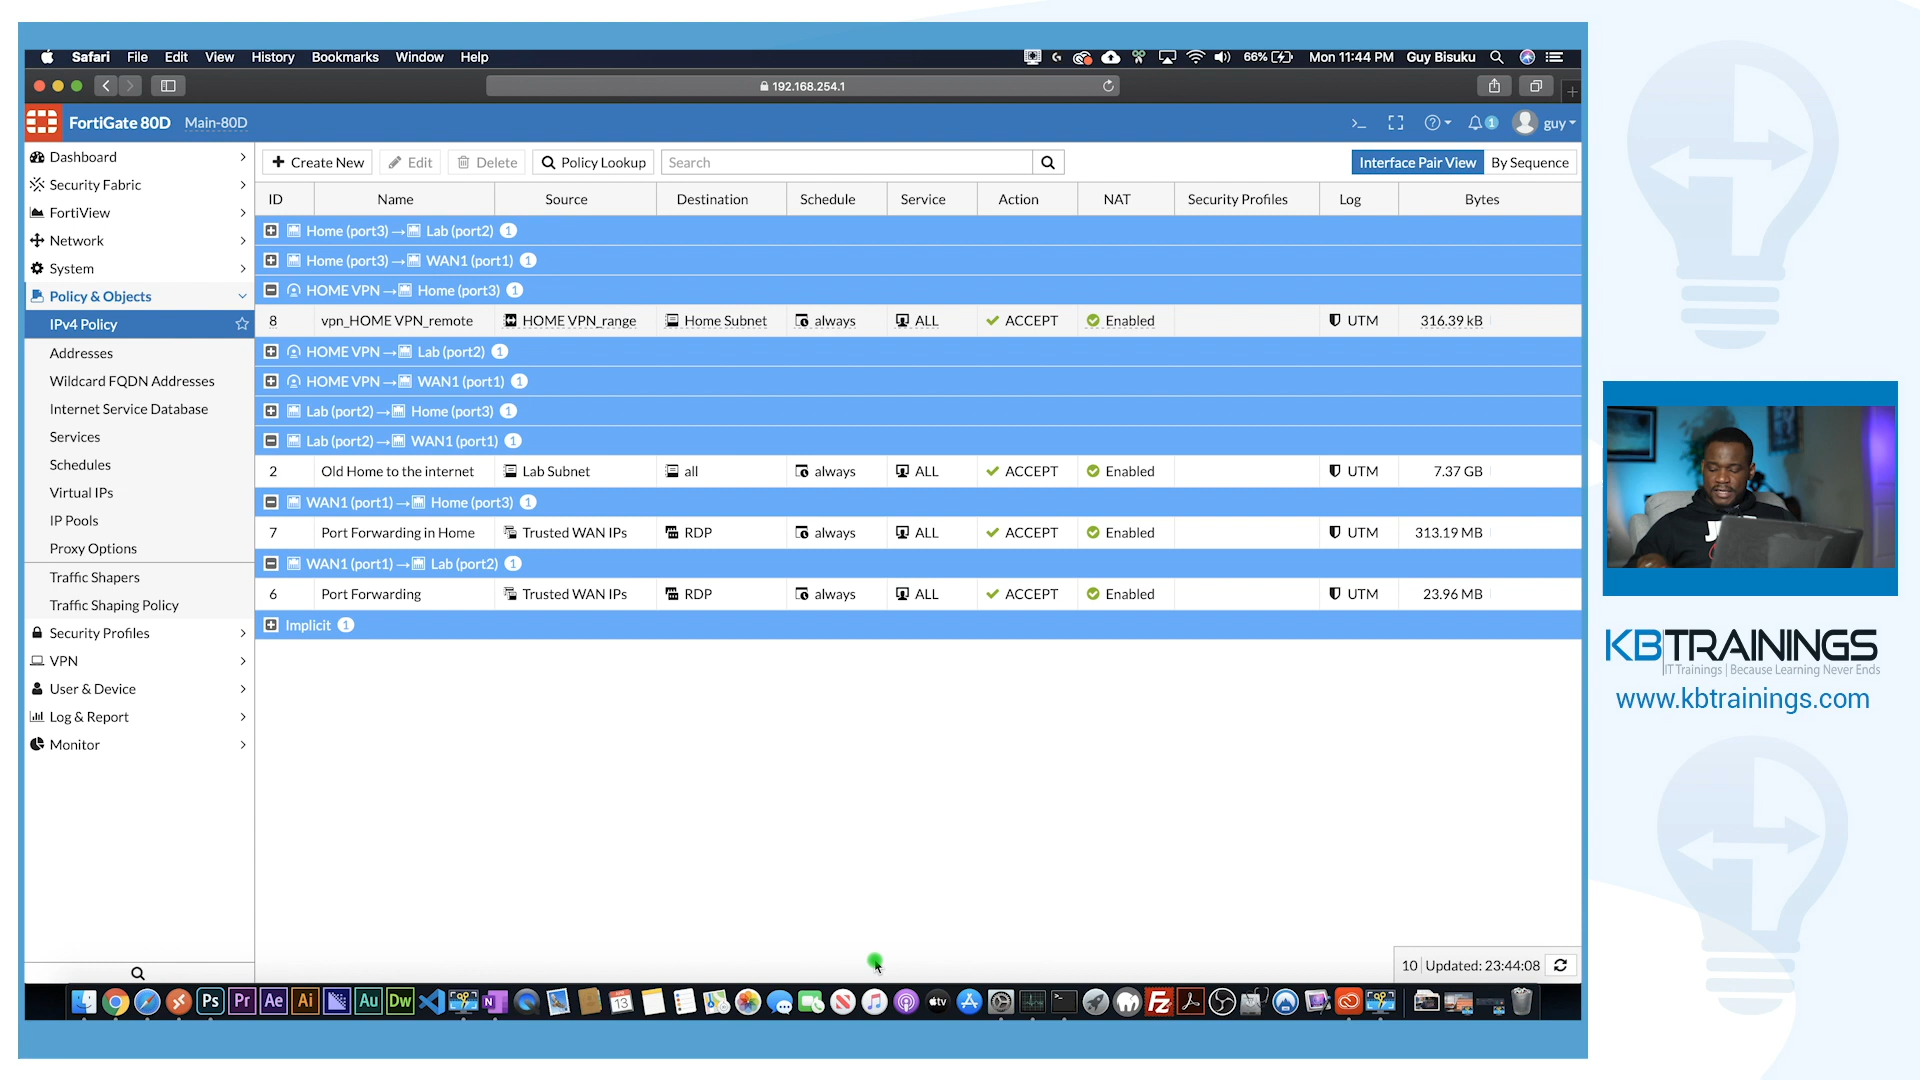 Safari File Edit View History Bookmarks Window Help 66% Mon 11:44 PM Guy Bisuku
192.168.254.1
FortiGate 80D Main-80D >_ 1 guy
Dashboard
Security Fabric
FortiView
Network
System
Policy & Objects
IPv4 Policy
Addresses
Wildcard FQDN Addresses
Internet Service Database
Services
Schedules
Virtual IPs
IP Pools
Proxy Options
Traffic Shapers
Traffic Shaping Policy
Security Profiles
VPN
User & Device
Log & Report
Monitor
+ Create New Edit Delete Policy Lookup Search Interface Pair View By Sequence
ID Name Source Destination Schedule Service Action NAT Security Profiles Log Bytes
Home (port3) → Lab (port2) 1
Home (port3) → WAN1 (port1) 1
HOME VPN → Home (port3) 1
8 vpn_HOME VPN_remote HOME VPN_range Home Subnet always ALL ACCEPT Enabled UTM 316.39 kB
HOME VPN → Lab (port2) 1
HOME VPN → WAN1 (port1) 1
Lab (port2) → Home (port3) 1
Lab (port2) → WAN1 (port1) 1
2 Old Home to the internet Lab Subnet all always ALL ACCEPT Enabled UTM 7.37 GB
WAN1 (port1) → Home (port3) 1
7 Port Forwarding in Home Trusted WAN IPs RDP always ALL ACCEPT Enabled UTM 313.19 MB
WAN1 (port1) → Lab (port2) 1
6 Port Forwarding Trusted WAN IPs RDP always ALL ACCEPT Enabled UTM 23.96 MB
Implicit 1
10 Updated: 23:44:08
Ps Pr Ae Ai Au Dw N 13 tv Fz
KBTRAININGS
IT Trainings | Because Learning Never Ends
www.kbtrainings.com